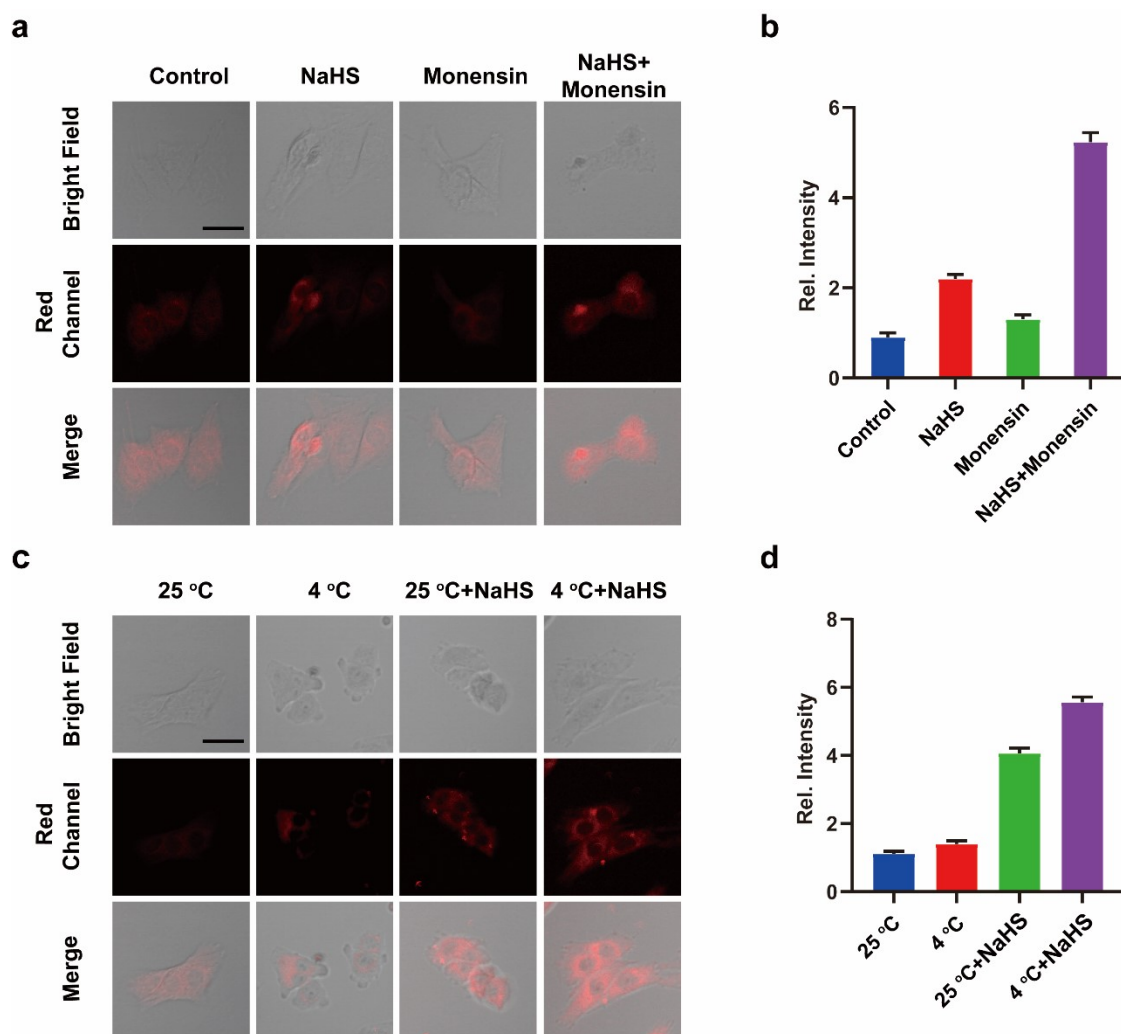 a
Control
NaHS
Monensin
NaHS+
Monensin
Bright Field
Red
Channel
Merge
b
Rel. Intensity
6
4
2
0
Control
NaHS
Monensin
NaHS+Monensin
c
25 °C
4 °C
25 °C+NaHS
4 °C+NaHS
Bright Field
Red
Channel
Merge
d
Rel. Intensity
8
6
4
2
0
25 °C
4 °C
25 °C+NaHS
4 °C+NaHS